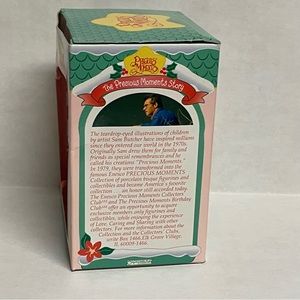 Precious
Moments
The Precious Moments Story
The teardrop-eyed illustrations of children
by artist Sam Butcher have inspired millions
since they entered our world in the 1970s.
Originally Sam drew them for family and
friends as special remembrances and he
called his creations "Precious Moments."
In 1979, they were transformed into the
famous Enesco PRECIOUS MOMENTS
Collection of porcelain bisque figurines and
collectibles and became America's favorite
collection. . . an honor still accorded today.
The Enesco Precious Moments Collectors'
Club and The Precious Moments Birthday
Club offer an opportunity to acquire
exclusive members only figurines and
collectibles, while enjoying the experience
of Loving, Caring and Sharing with other
collectors. For more information about the
Collection and the Collectors' Clubs,
write Box 1466, Elk Grove Village,
IL 60009-1466.